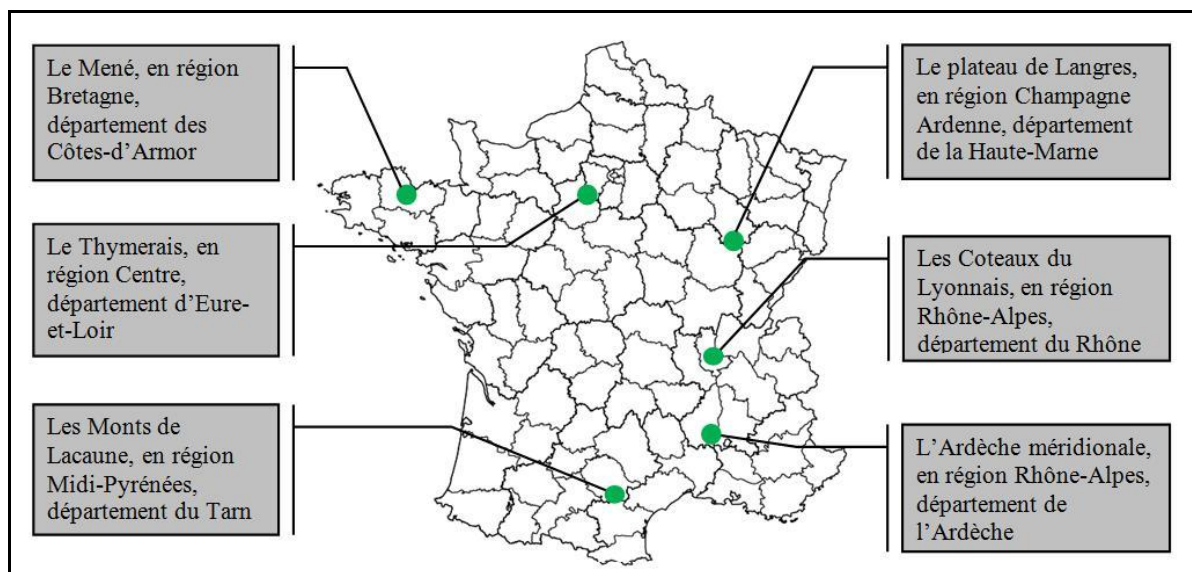 Le Mené, en région
Bretagne,
département des
Côtes-d’Armor
Le Thymerais, en
région Centre,
département d’Eure-
et-Loir
Les Monts de
Lacaune, en région
Midi-Pyrénées,
département du Tarn
Le plateau de Langres,
en région Champagne
Ardenne, département
de la Haute-Marne
Les Coteaux du
Lyonnais, en région
Rhône-Alpes,
département du Rhône
L’Ardèche méridionale,
en région Rhône-Alpes,
département de
l’Ardèche